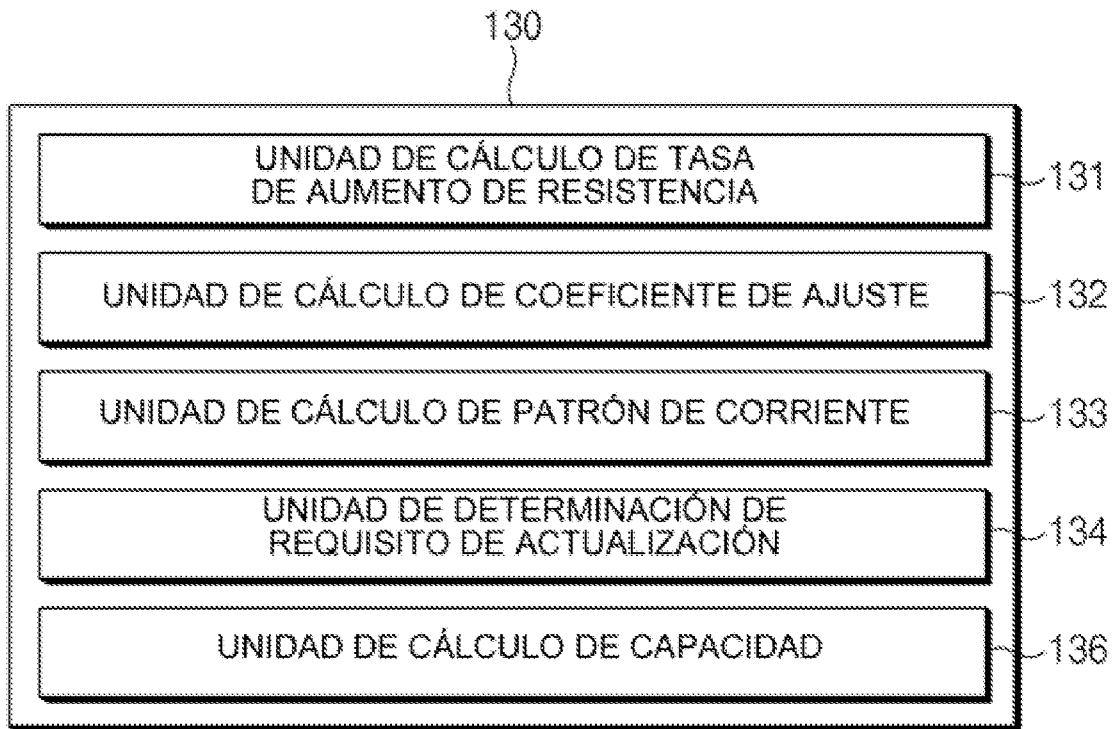 130
UNIDAD DE CÁLCULO DE TASA
DE AUMENTO DE RESISTENCIA
131
UNIDAD DE CÁLCULO DE COEFICIENTE DE AJUSTE
132
UNIDAD DE CÁLCULO DE PATRÓN DE CORRIENTE
133
UNIDAD DE DETERMINACIÓN DE
REQUISITO DE ACTUALIZACIÓN
134
UNIDAD DE CÁLCULO DE CAPACIDAD
136